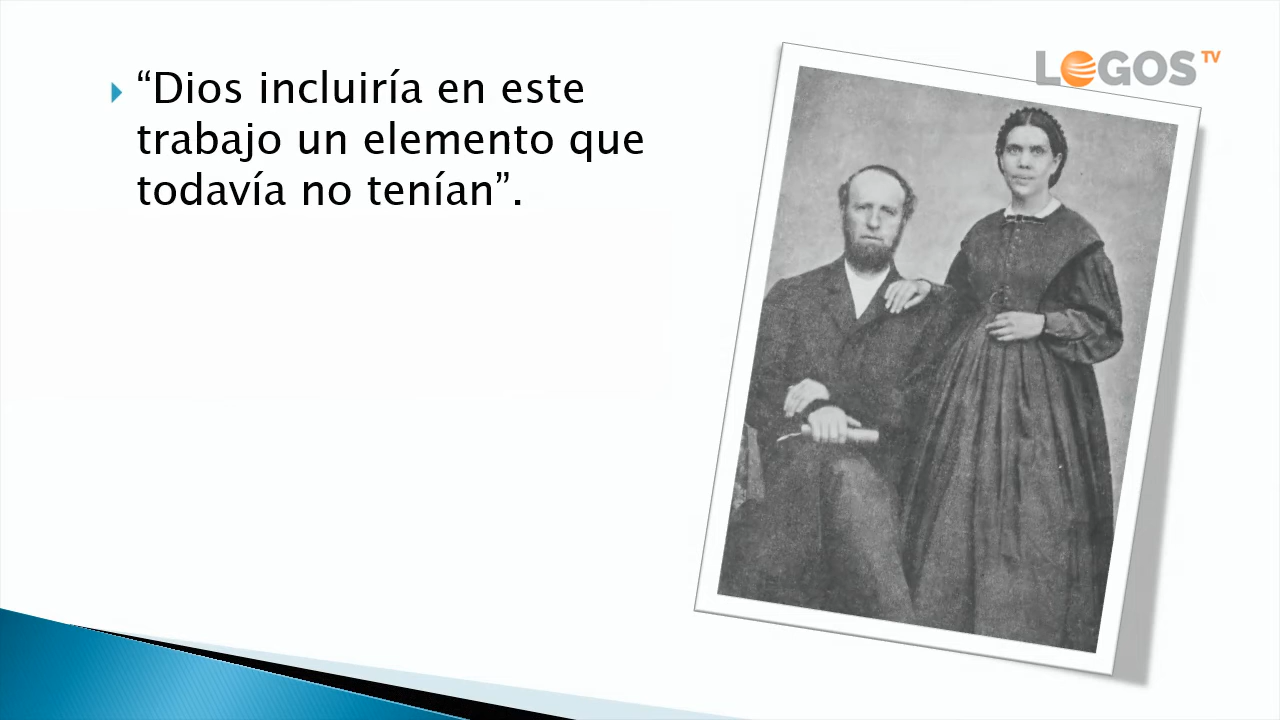 “Dios incluiría en este
trabajo un elemento que
todavía no tenían”.
LOGOS TV